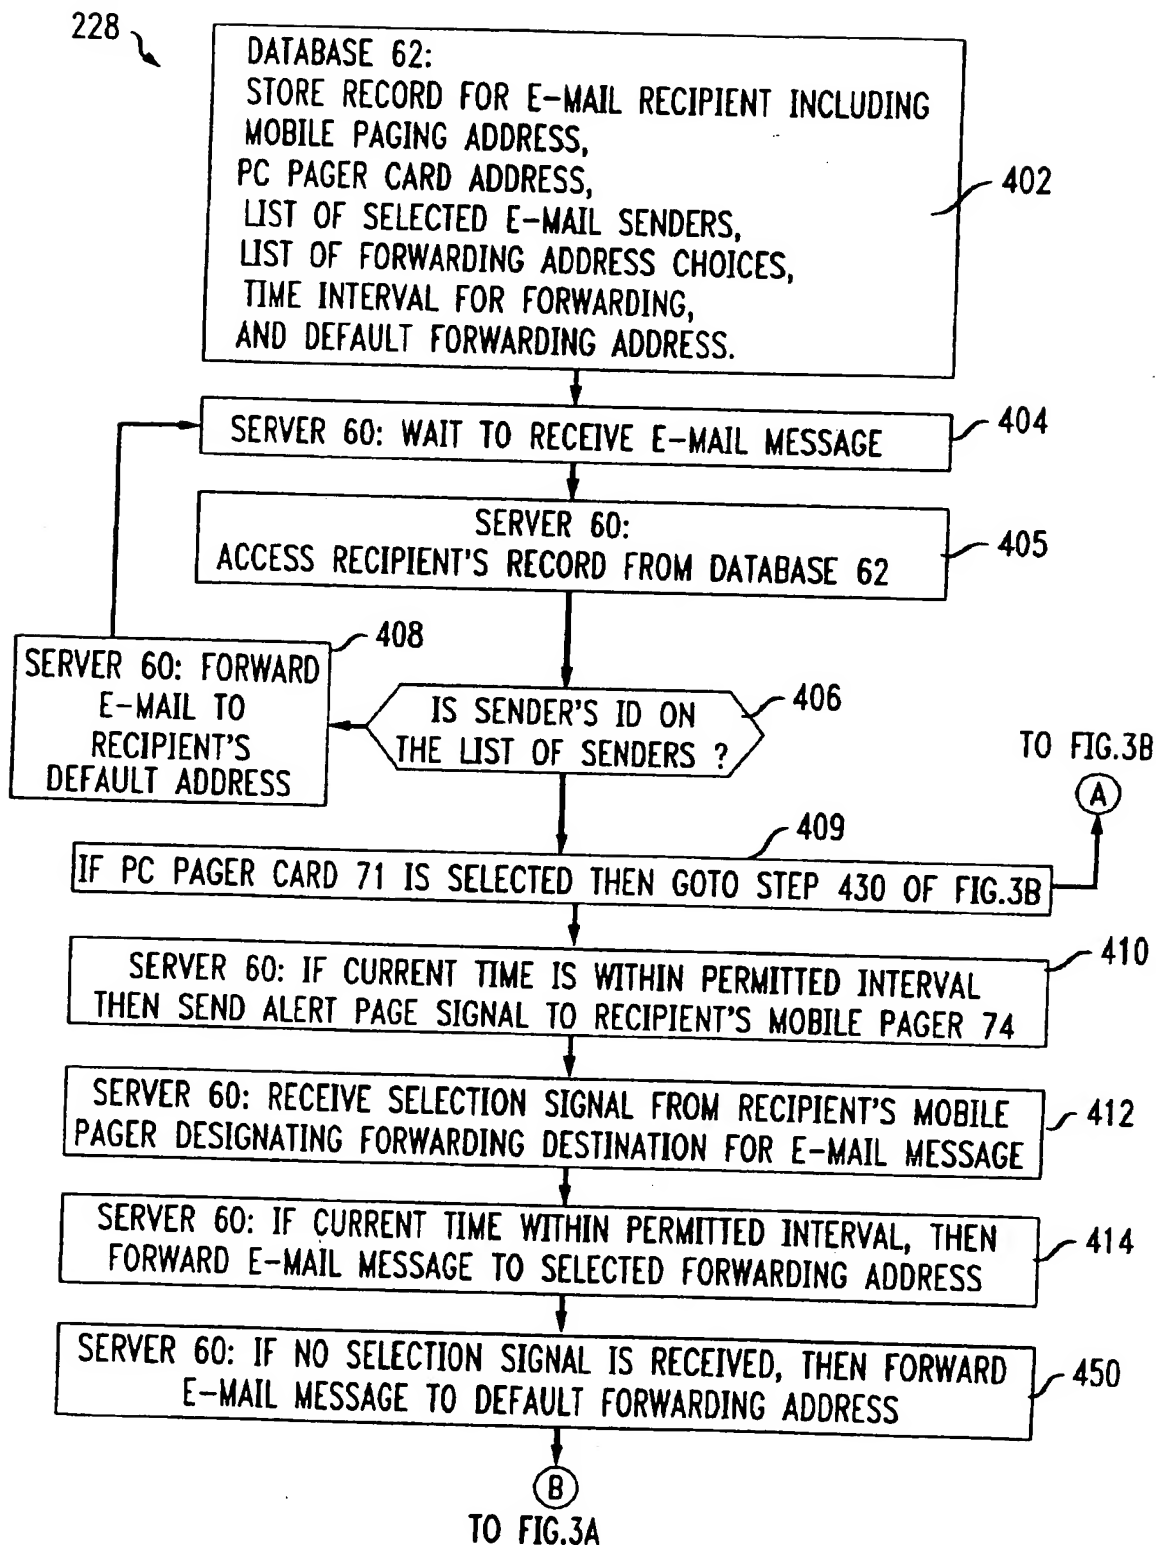 228
DATABASE 62:
STORE RECORD FOR E-MAIL RECIPIENT INCLUDING
MOBILE PAGING ADDRESS,
PC PAGER CARD ADDRESS,
LIST OF SELECTED E-MAIL SENDERS,
LIST OF FORWARDING ADDRESS CHOICES,
TIME INTERVAL FOR FORWARDING,
AND DEFAULT FORWARDING ADDRESS.
402
SERVER 60: WAIT TO RECEIVE E-MAIL MESSAGE
404
SERVER 60:
ACCESS RECIPIENT'S RECORD FROM DATABASE 62
405
408
SERVER 60: FORWARD
E-MAIL TO
RECIPIENT'S
DEFAULT ADDRESS
406
IS SENDER'S ID ON
THE LIST OF SENDERS ?
TO FIG.3B
A
409
IF PC PAGER CARD 71 IS SELECTED THEN GOTO STEP 430 OF FIG.3B
410
SERVER 60: IF CURRENT TIME IS WITHIN PERMITTED INTERVAL
THEN SEND ALERT PAGE SIGNAL TO RECIPIENT'S MOBILE PAGER 74
SERVER 60: RECEIVE SELECTION SIGNAL FROM RECIPIENT'S MOBILE
PAGER DESIGNATING FORWARDING DESTINATION FOR E-MAIL MESSAGE
412
SERVER 60: IF CURRENT TIME WITHIN PERMITTED INTERVAL, THEN
FORWARD E-MAIL MESSAGE TO SELECTED FORWARDING ADDRESS
414
SERVER 60: IF NO SELECTION SIGNAL IS RECEIVED, THEN FORWARD
E-MAIL MESSAGE TO DEFAULT FORWARDING ADDRESS
450
B
TO FIG.3A